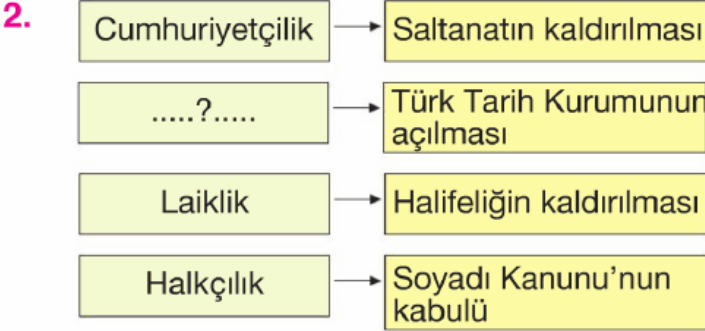 2.
Cumhuriyetçilik
Saltanatın kaldırılması
.....?.....
Türk Tarih Kurumunun
açılması
Laiklik
Halifeliğin kaldırılması
Halkçılık
Soyadı Kanunu'nun
kabulü